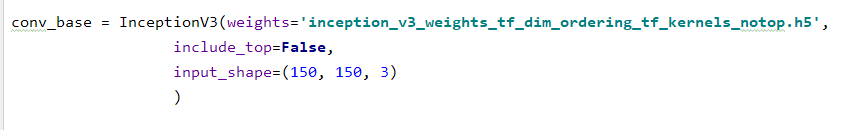 conv_base = InceptionV3(weights='inception_v3_weights_tf_dim_ordering_tf_kernels_notop.h5',
include_top=False,
input_shape=(150, 150, 3)
)